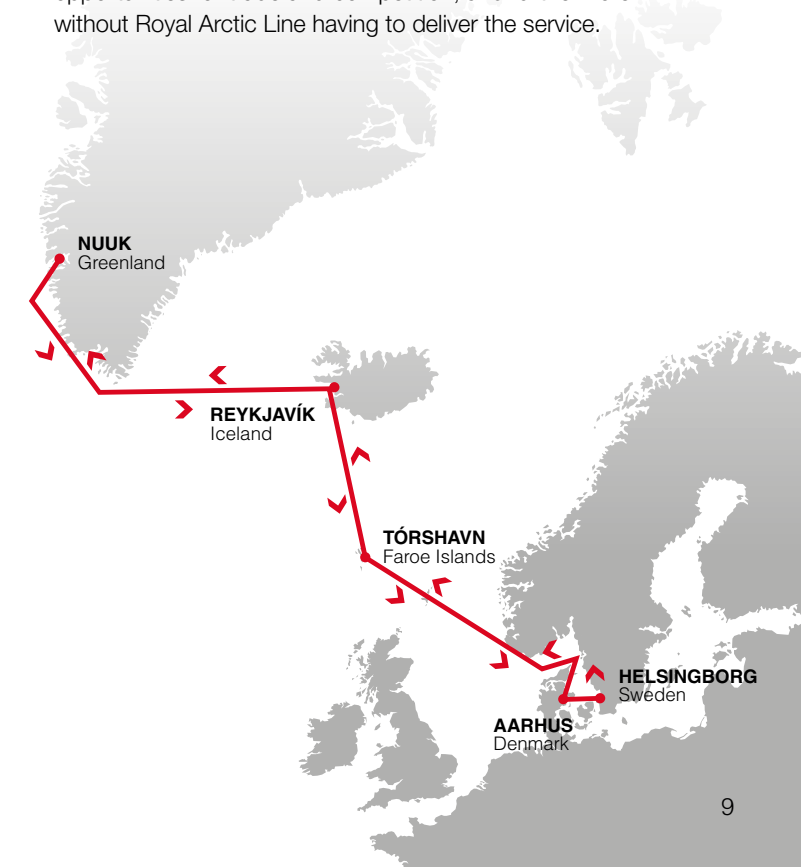 without Royal Arctic Line having to deliver the service.
NUUK
Greenland
REYKJAVÍK
Iceland
TÓRSHAVN
Faroe Islands
HELSINGBORG
Sweden
AARHUS
Denmark
9